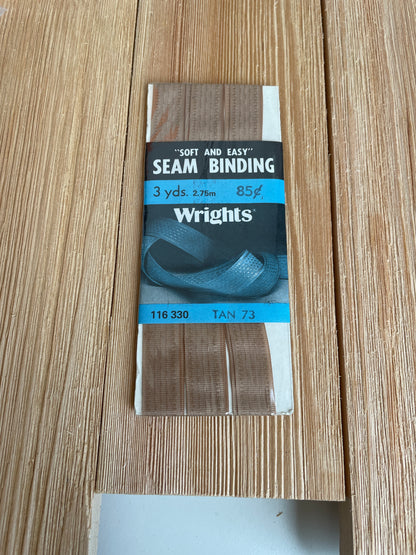 "SOFT AND EASY"
SEAM BINDING
3 yds. 2.75m 85¢
Wrights®
116 330 TAN 73